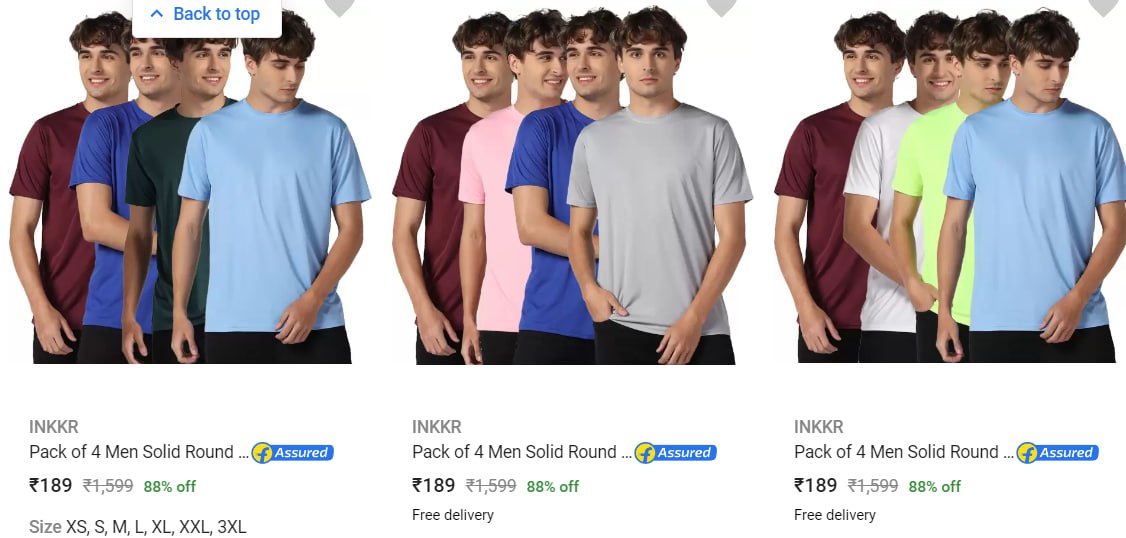 Back to top
INKKR
Pack of 4 Men Solid Round ... f Assured
₹189 ₹1,599 88% off
Size XS, S, M, L, XL, XXL, 3XL
INKKR
Pack of 4 Men Solid Round ... f Assured
₹189 ₹1,599 88% off
Free delivery
INKKR
Pack of 4 Men Solid Round ... f Assured
₹189 ₹1,599 88% off
Free delivery